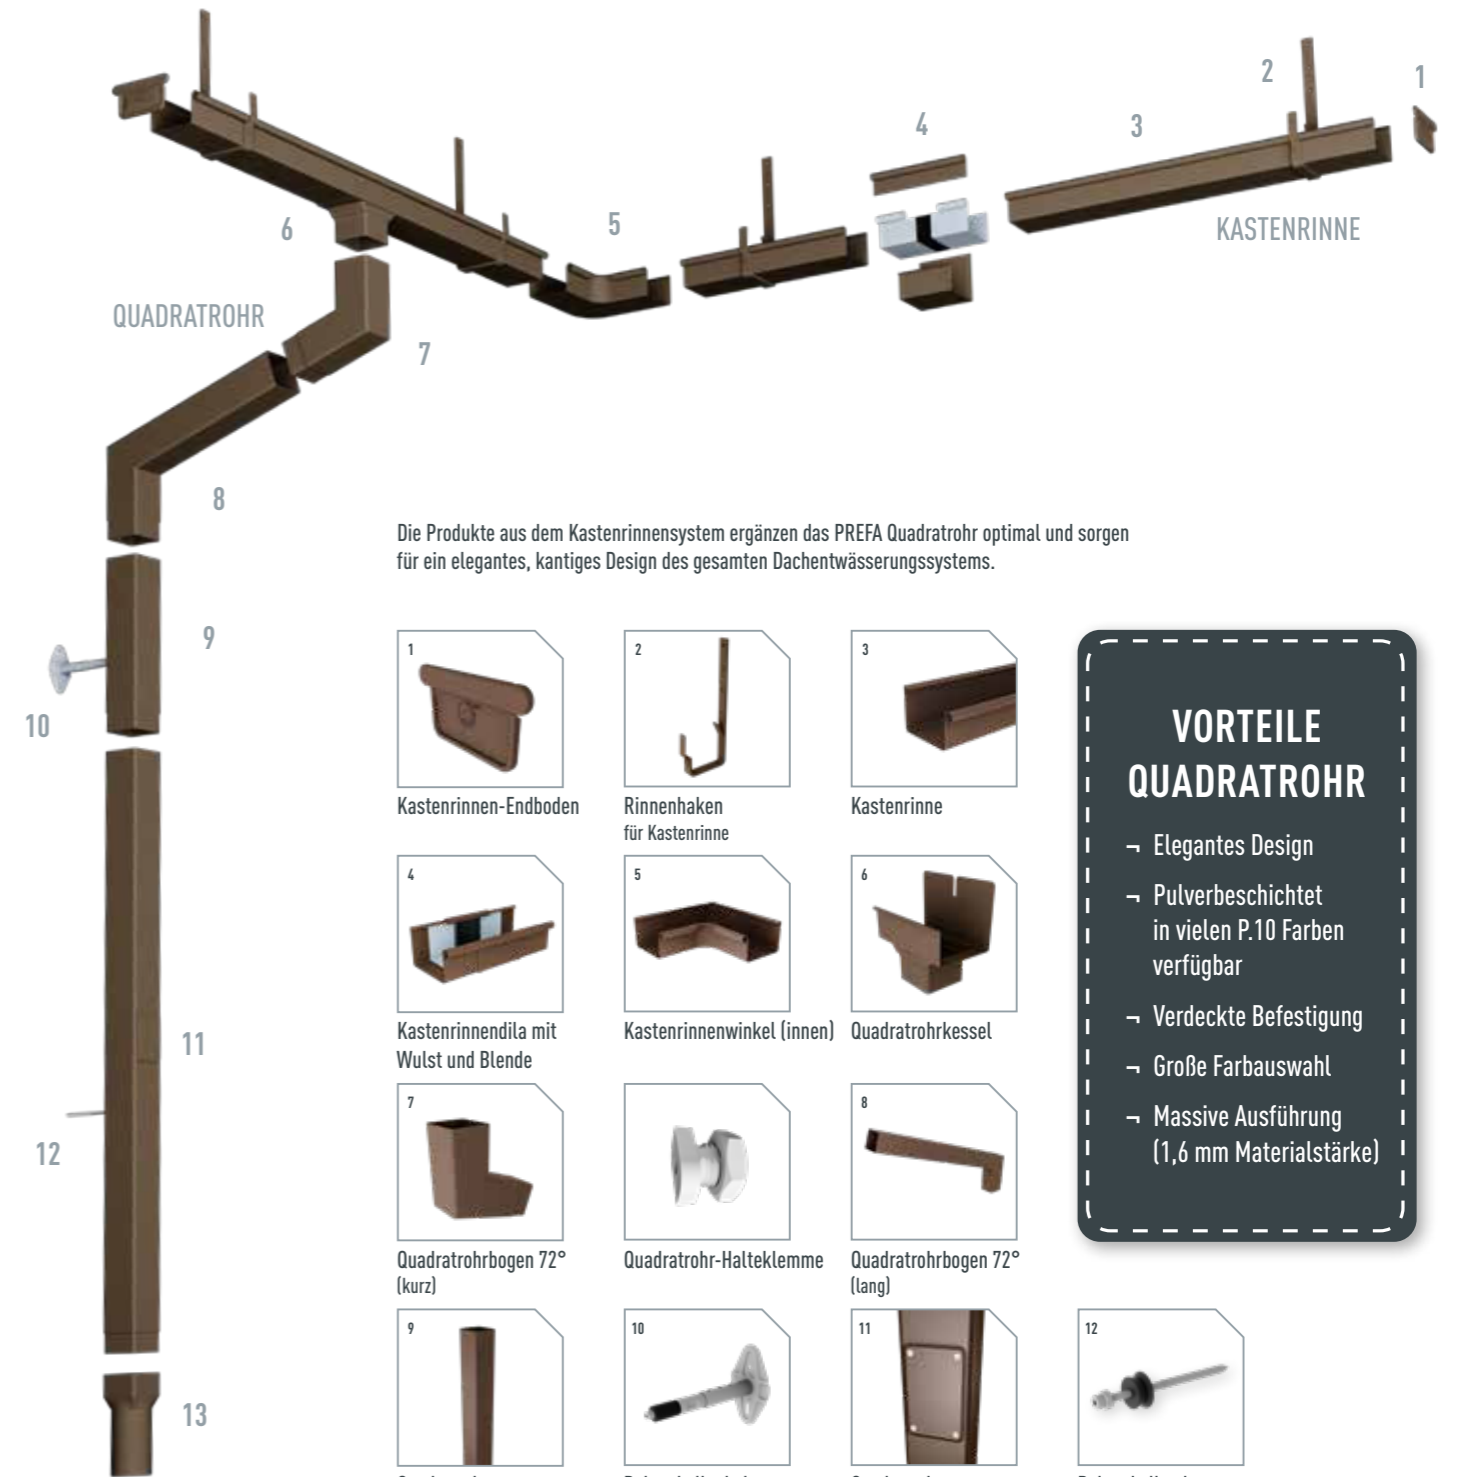 2
1
4
3
6
5
KASTENRINNE
QUADRATROHR
7
8
9
10
11
12
13
Die Produkte aus dem Kastenrinnensystem ergänzen das PREFA Quadratrohr optimal und sorgen
für ein elegantes, kantiges Design des gesamten Dachentwässerungssystems.
1
Kastenrinnen-Endboden
2
Rinnenhaken
für Kastenrinne
3
Kastenrinne
4
Kastenrinnendila mit
Wulst und Blende
5
Kastenrinnenwinkel (innen)
6
Quadratrohrkessel
7
Quadratrohrbogen 72°
(kurz)
Quadratrohr-Halteklemme
8
Quadratrohrbogen 72°
(lang)
9
10
11
12
VORTEILE
QUADRATROHR
¬ Elegantes Design
¬ Pulverbeschichtet
in vielen P.10 Farben
verfügbar
¬ Verdeckte Befestigung
¬ Große Farbauswahl
¬ Massive Ausführung
(1,6 mm Materialstärke)